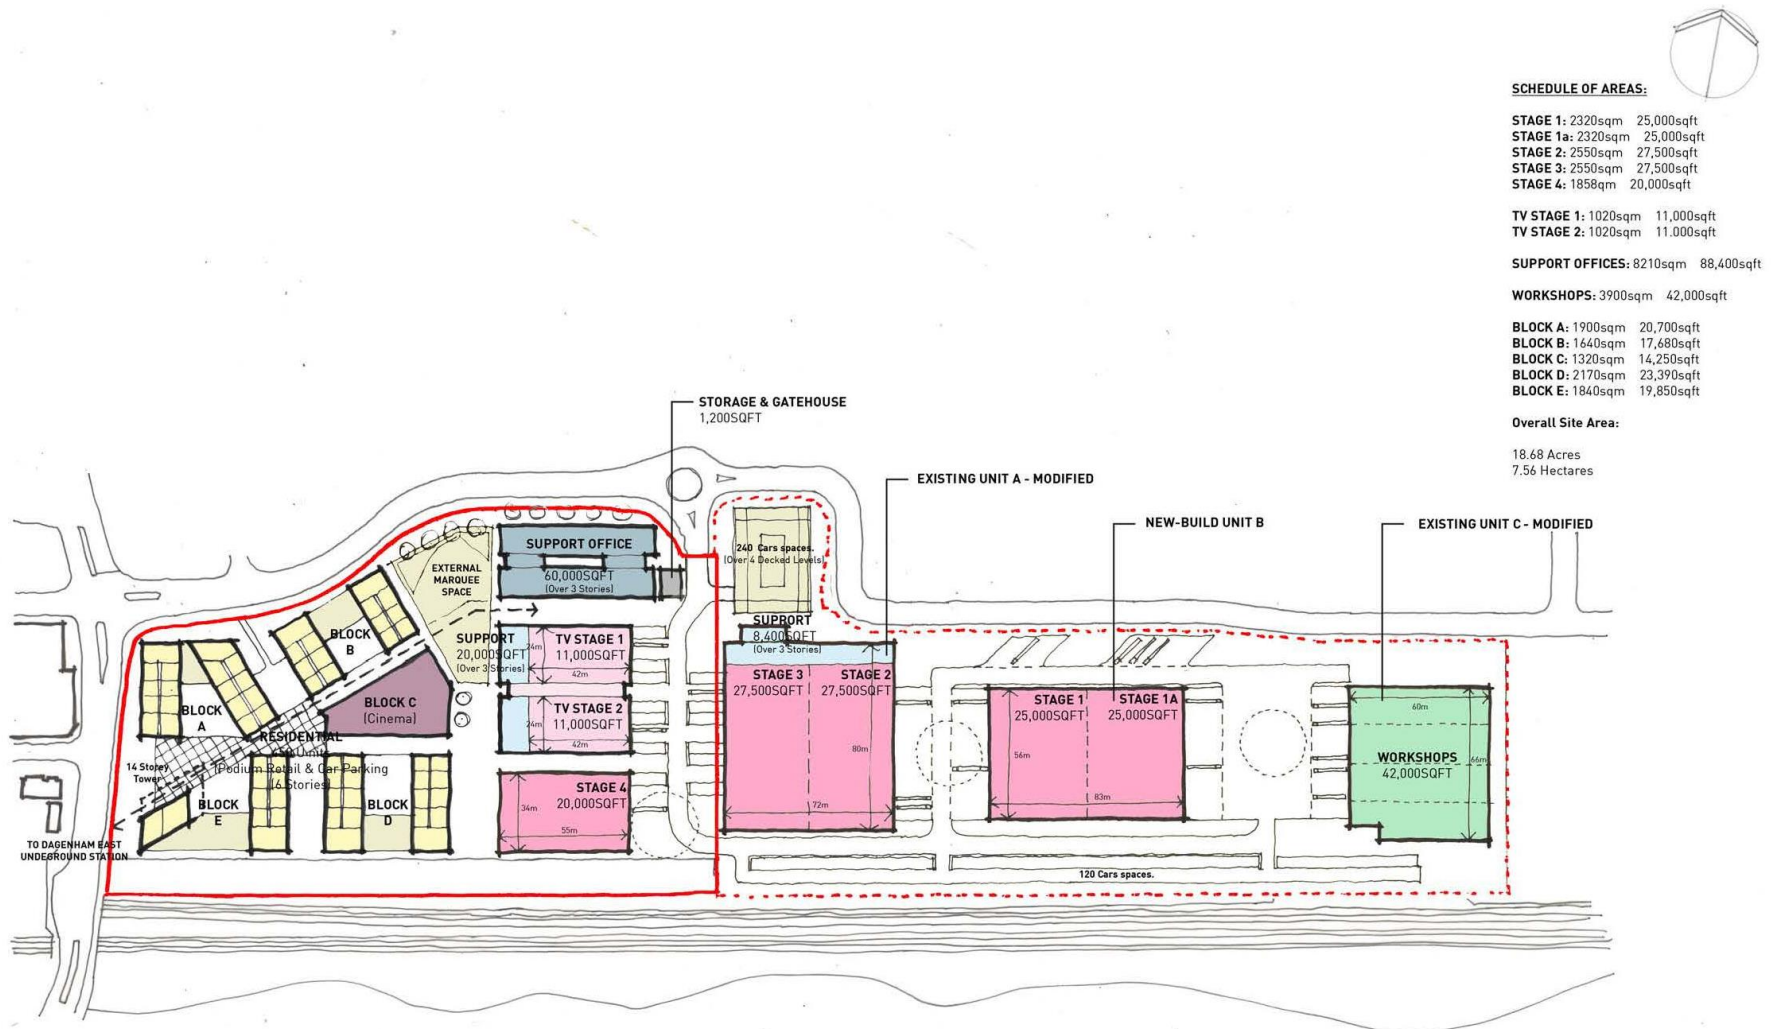 SCHEDULE OF AREAS:
STAGE 1: 2320sqm 25,000sqft
STAGE 1a: 2320sqm 25,000sqft
STAGE 2: 2550sqm 27,500sqft
STAGE 3: 2550sqm 27,500sqft
STAGE 4: 1858qm 20,000sqft
TV STAGE 1: 1020sqm 11,000sqft
TV STAGE 2: 1020sqm 11.000sqft
SUPPORT OFFICES: 8210sqm 88,400sqft
WORKSHOPS: 3900sqm 42,000sqft
BLOCK A: 1900sqm 20,700sqft
BLOCK B: 1640sqm 17,680sqft
BLOCK C: 1320sqm 14,250sqft
BLOCK D: 2170sqm 23,390sqft
BLOCK E: 1840sqm 19,850sqft
Overall Site Area:
18.68 Acres
7.56 Hectares
STORAGE & GATEHOUSE
1,200SQFT
EXISTING UNIT A - MODIFIED
NEW-BUILD UNIT B
EXISTING UNIT C - MODIFIED
SUPPORT OFFICE
60,000SQFT
(Over 3 Stories)
EXTERNAL
MARQUEE
SPACE
240 Cars spaces.
(Over 4 Decked Levels)
SUPPORT
8,400SQFT
(Over 3 Stories)
SUPPORT
20,000SQFT
(Over 3 Stories)
TV STAGE 1
11,000SQFT
24m
42m
TV STAGE 2
11,000SQFT
24m
42m
STAGE 4
20,000SQFT
34m
55m
STAGE 3
27,500SQFT
STAGE 2
27,500SQFT
80m
72m
STAGE 1
25,000SQFT
STAGE 1A
25,000SQFT
56m
83m
WORKSHOPS
42,000SQFT
60m
66m
120 Cars spaces.
BLOCK
B
BLOCK
A
BLOCK C
(Cinema)
RESIDENTIAL
Units
(Podium Retail & Car Parking
(6 Stories)
14 Storey
Tower
BLOCK
E
BLOCK
D
TO DAGENHAM EAST
UNDEGROUND STATION